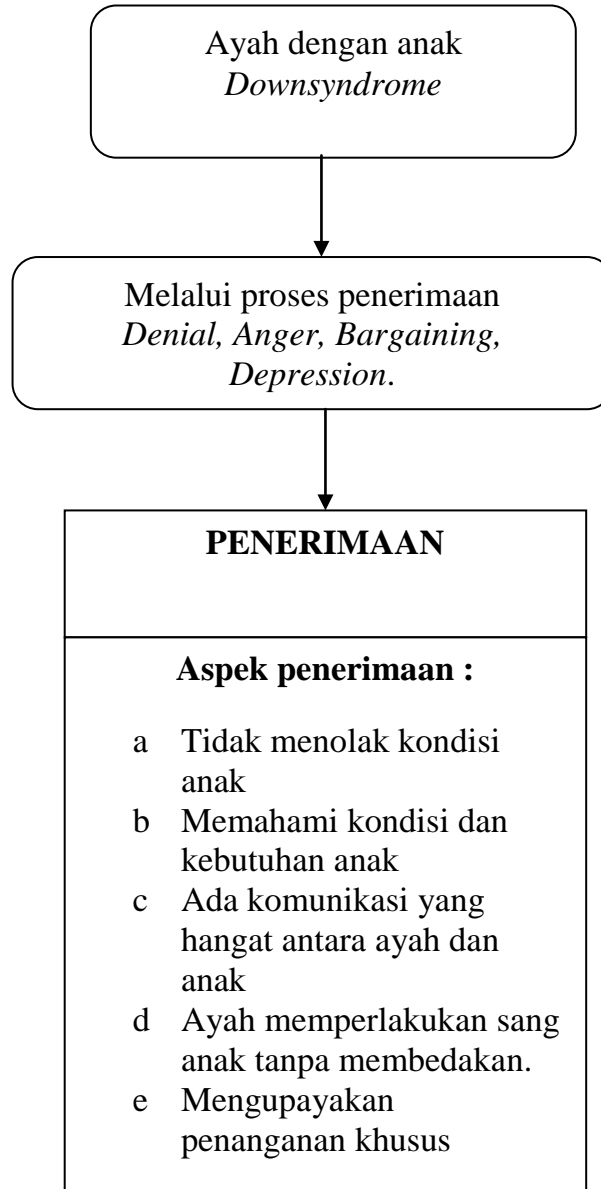 Ayah dengan anak
Downsyndrome
Melalui proses penerimaan
Denial, Anger, Bargaining,
Depression.
PENERIMAAN
Aspek penerimaan :
a Tidak menolak kondisi
anak
b Memahami kondisi dan
kebutuhan anak
c Ada komunikasi yang
hangat antara ayah dan
anak
d Ayah memperlakukan sang
anak tanpa membedakan.
e Mengupayakan
penanganan khusus